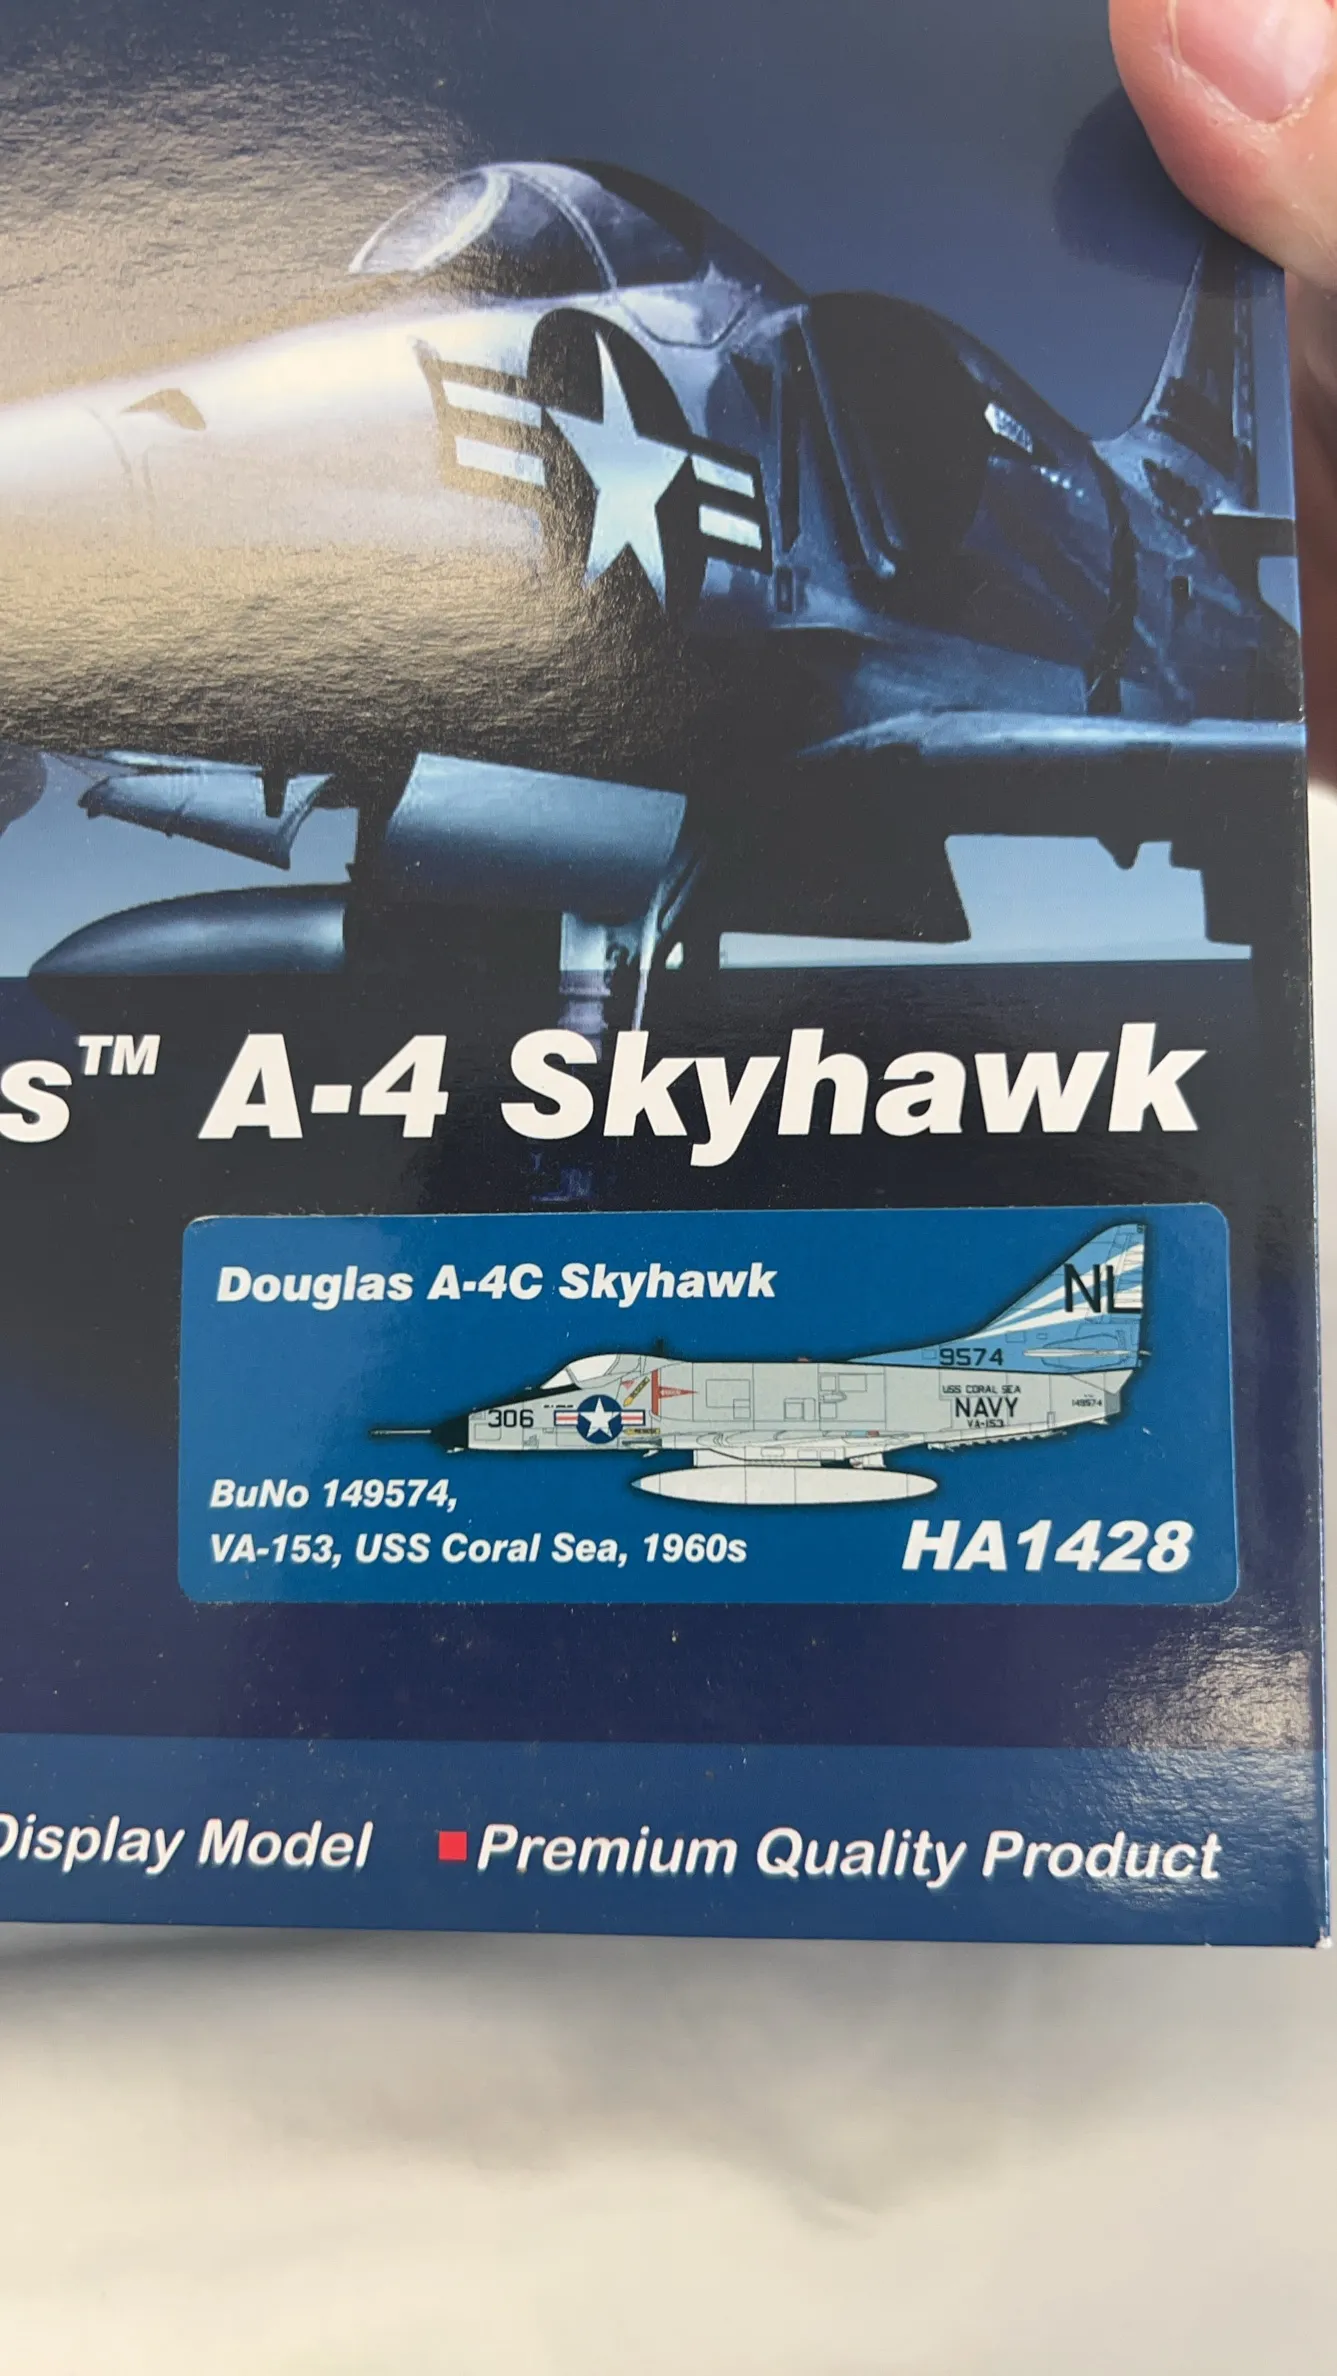 s™ A-4 Skyhawk
Douglas A-4C Skyhawk
NL
9574
USS CORAL SEA
306
NAVY
149574
VA-153
BuNo 149574,
VA-153, USS Coral Sea, 1960s
HA1428
Display Model ■ Premium Quality Product